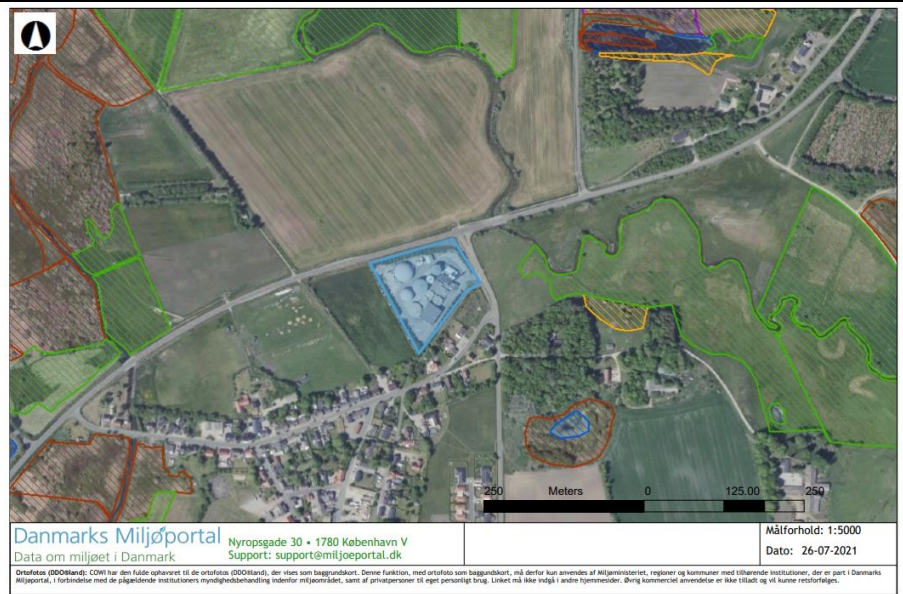 250 Meters 0 125.00 250
Danmarks Miljøportal
Data om miljøet i Danmark
Nyropsgade 30 • 1780 København V
Support: support@miljoeportal.dk
Målforhold: 1:5000
Dato: 26-07-2021
Ortofotos (DDO®land): COWI har den fulde ophavsret til de ortofotos (DDO®land), der vises som baggrundskort. Denne funktion, med ortofoto som baggrundskort, må derfor kun anvendes af Miljøministeriet, regioner og kommuner med tilhørende institutioner, der er part i Danmarks
Miljøportal, i forbindelse med de pågældende institutioners myndighedsbehandling indenfor miljøområdet, samt af privatpersoner til eget personligt brug. Linket må ikke indgå i andre hjemmesider. Øvrig kommerciel anvendelse er ikke tilladt og vil kunne retsforfølges.